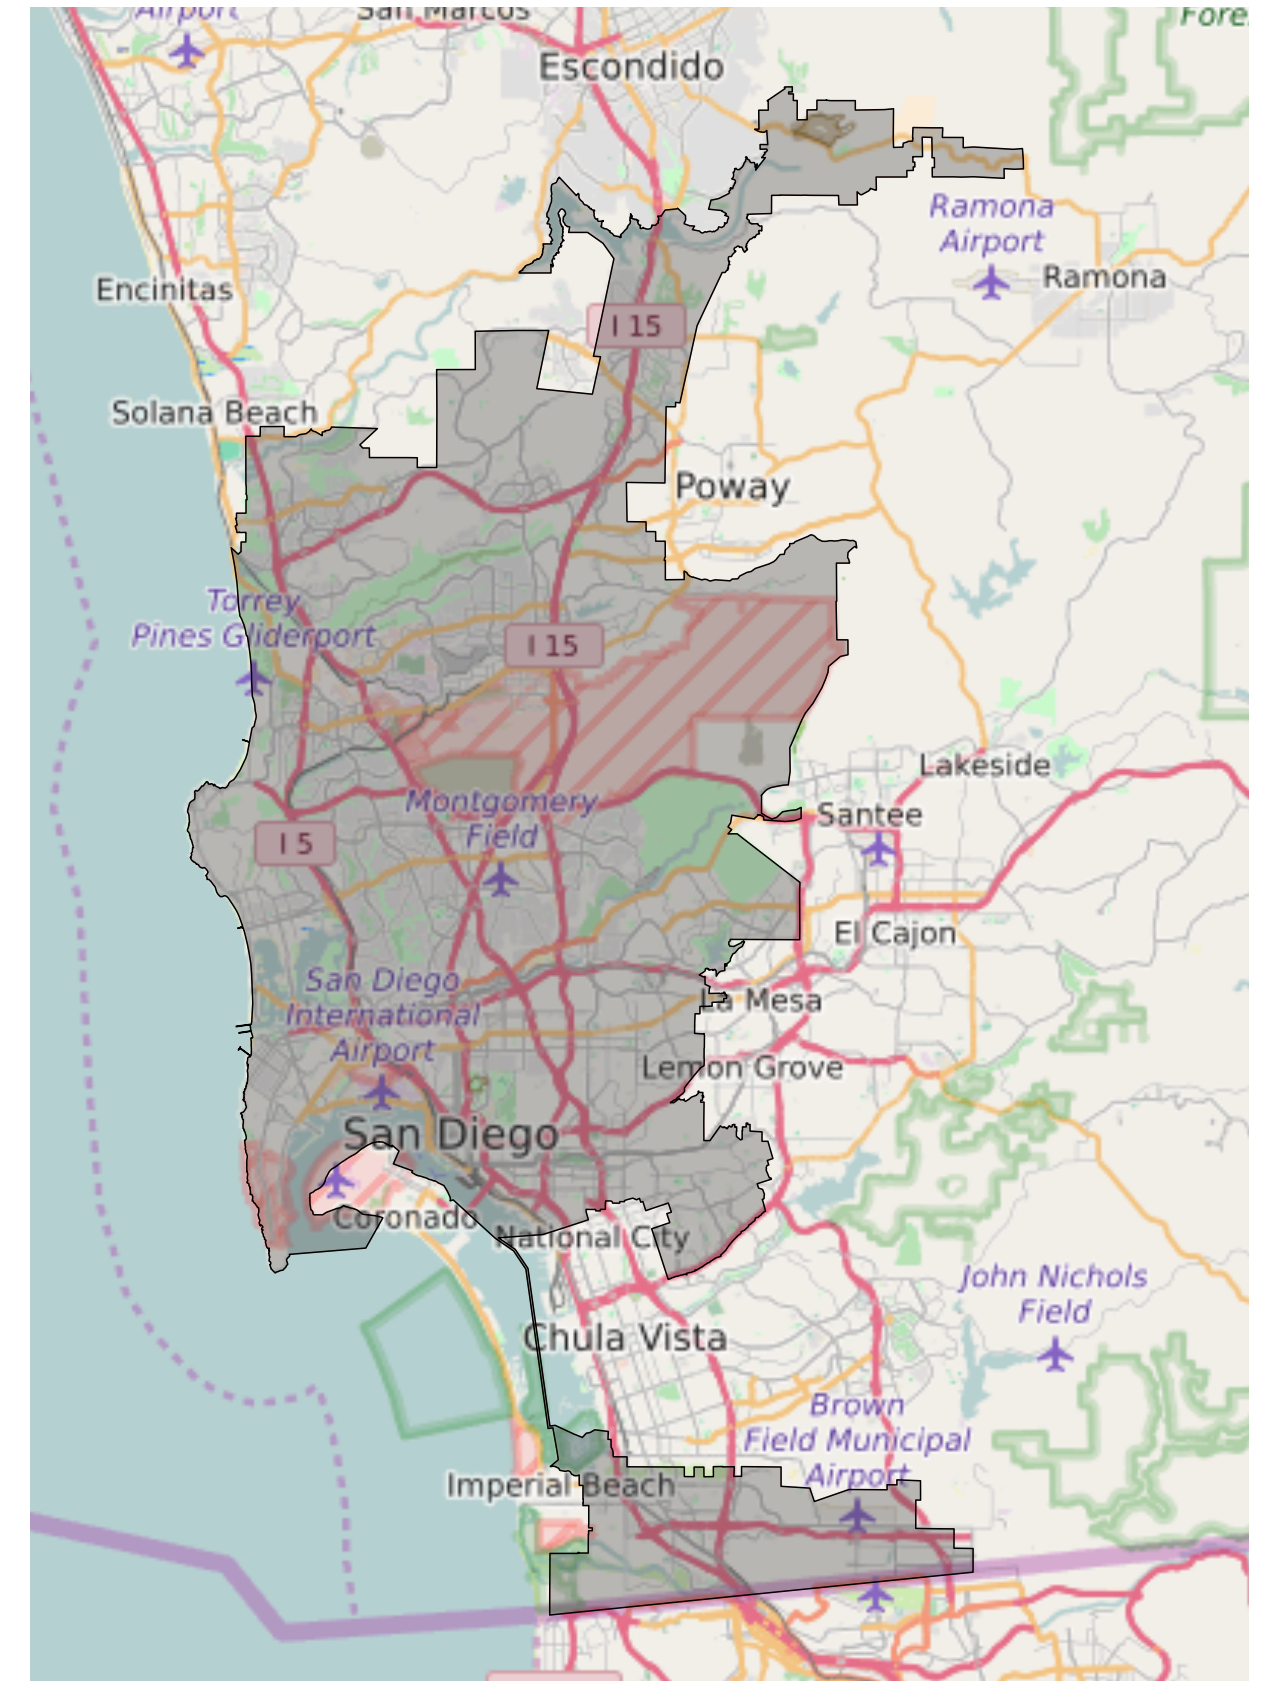 Airport
San Marcos
Fore
Escondido
Ramona
Airport
Ramona
Encinitas
I 15
Solana Beach
Poway
Torrey
Pines Gliderport
I 15
Lakeside
Montgomery
Field
Santee
I 5
El Cajon
San Diego
International
Airport
La Mesa
Lemon Grove
San Diego
Coronado
National City
John Nichols
Field
Chula Vista
Brown
Field Municipal
Airport
Imperial Beach